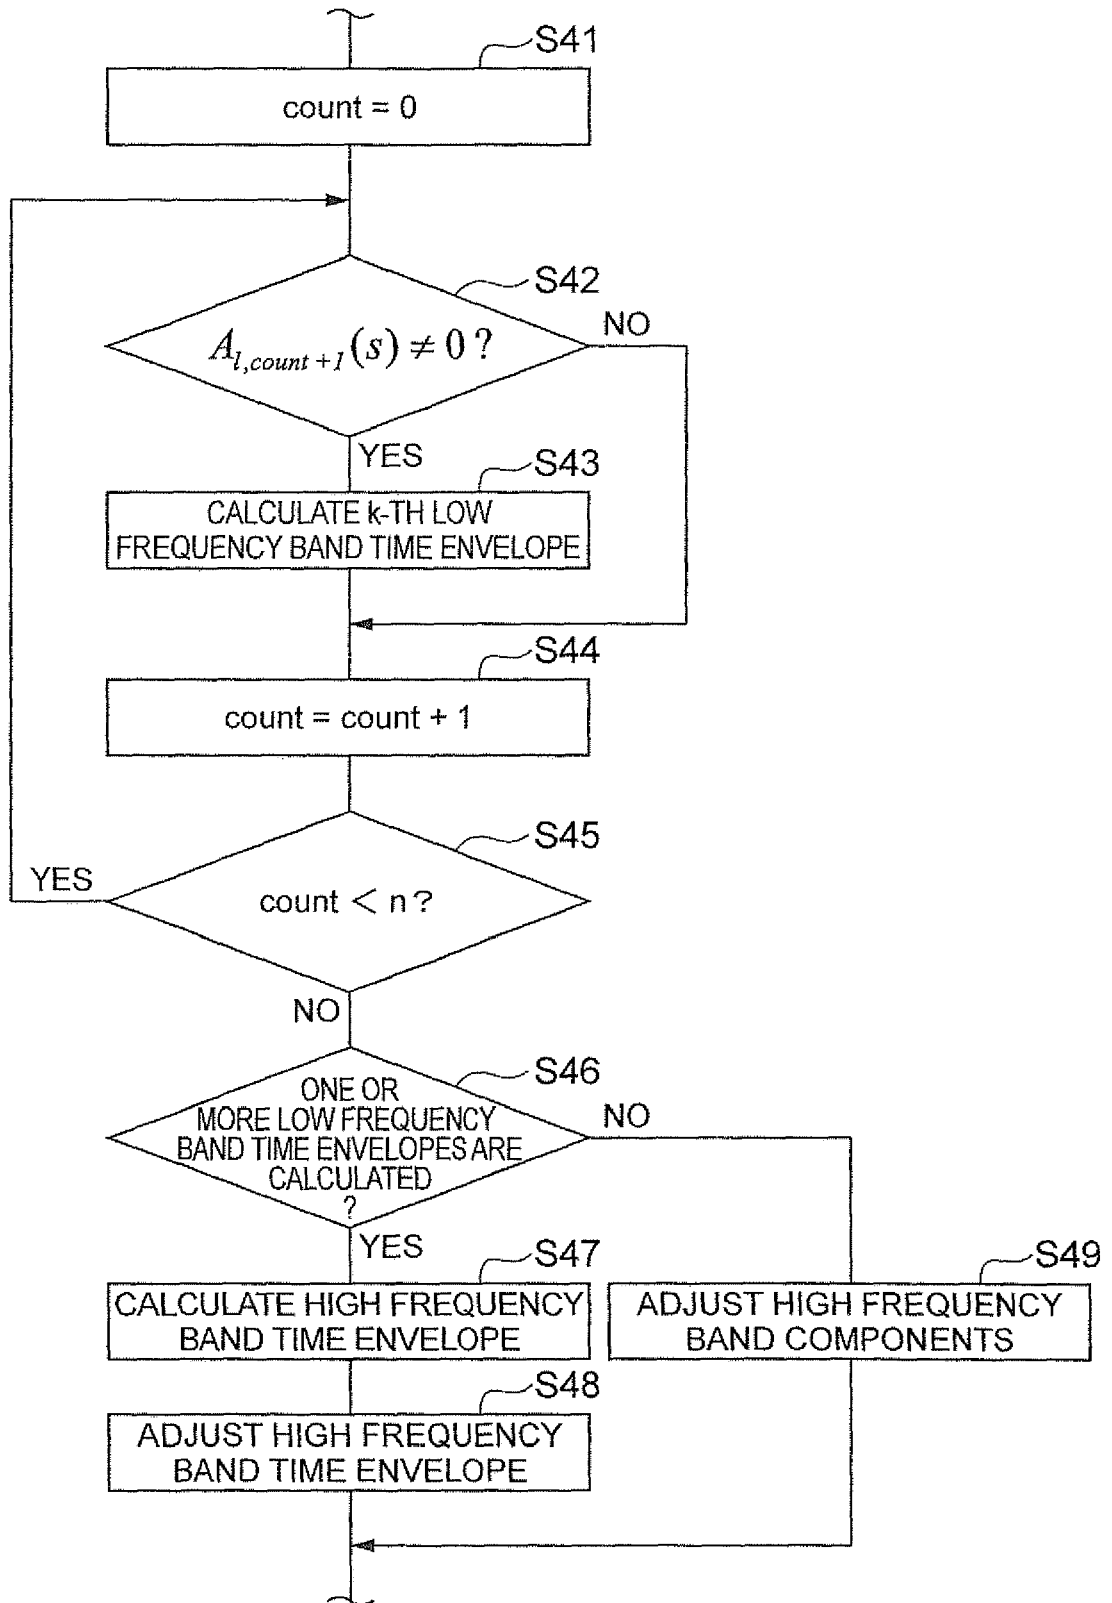 S41
count = 0
S42
A_{l,count+1}(s) ≠ 0 ?
NO
YES
S43
CALCULATE k-TH LOW
FREQUENCY BAND TIME ENVELOPE
S44
count = count + 1
S45
YES
count < n ?
NO
S46
ONE OR
MORE LOW FREQUENCY
BAND TIME ENVELOPES ARE
CALCULATED
?
NO
YES
S47
CALCULATE HIGH FREQUENCY
BAND TIME ENVELOPE
S49
ADJUST HIGH FREQUENCY
BAND COMPONENTS
S48
ADJUST HIGH FREQUENCY
BAND TIME ENVELOPE